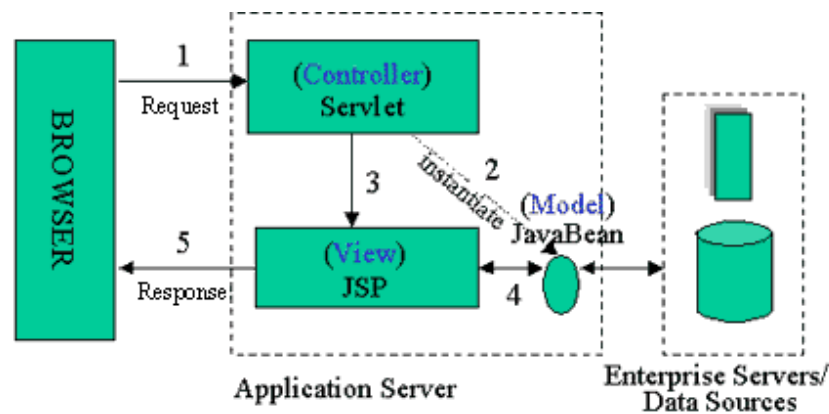 BROWSER
1
Request
(Controller)
Servlet
2
instantiate
3
(Model)
JavaBean
(View)
JSP
4
5
Response
Application Server
Enterprise Servers/
Data Sources